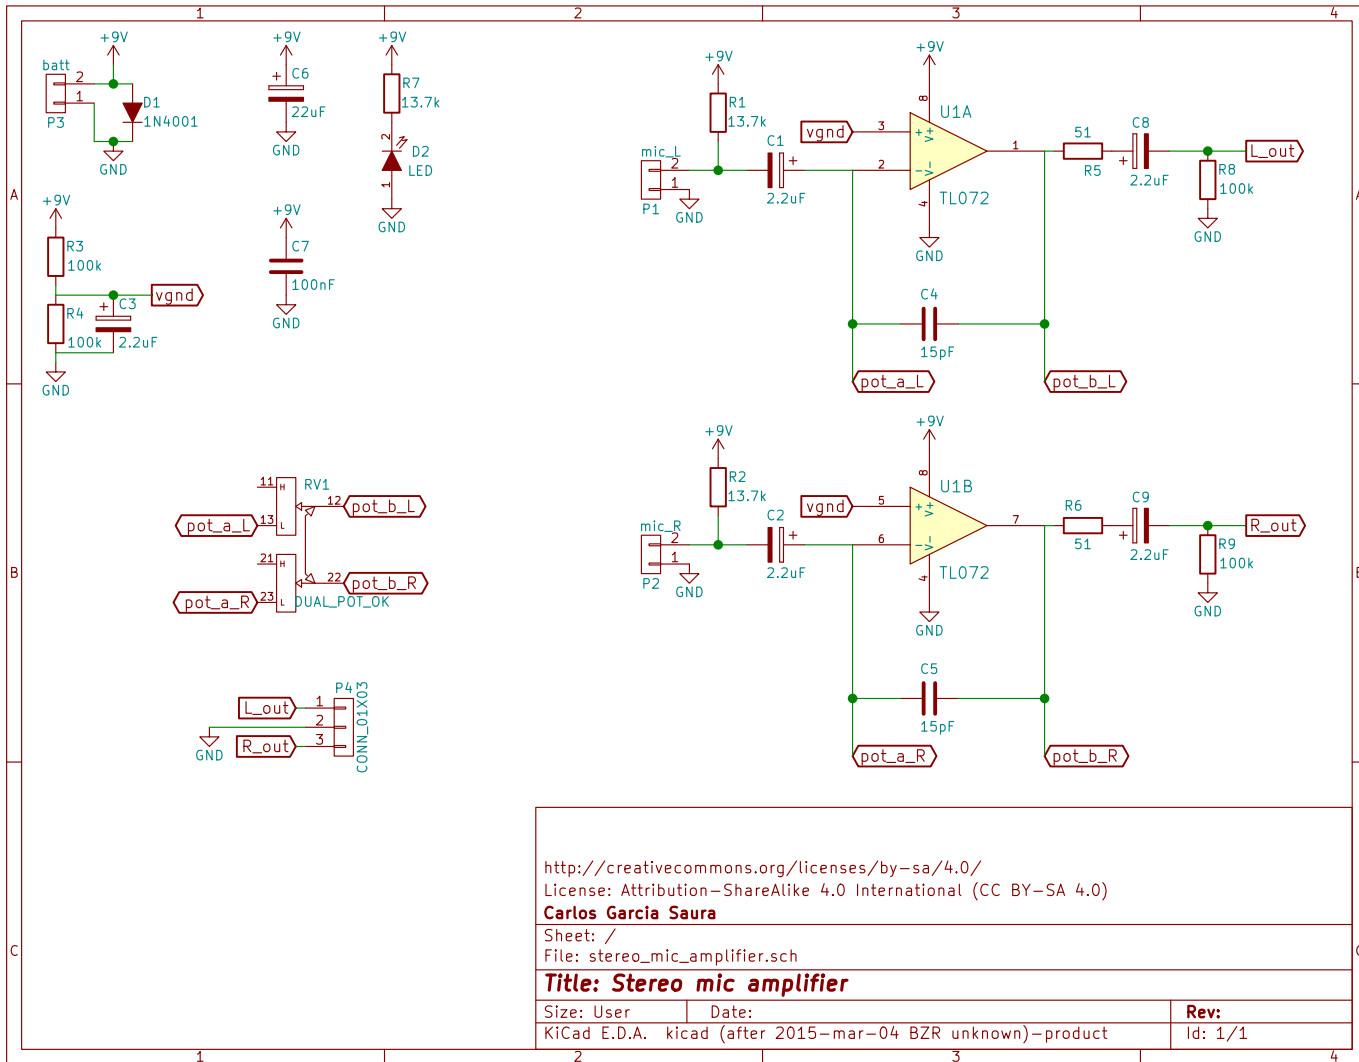 1 2 3 4
A
B
C
+9V
batt
2
1
P3
D1
1N4001
GND
+9V
+ C6
22uF
GND
+9V
R7
13.7k
2
D2
LED
1
GND
+9V
R3
100k
+ C3
vgnd
R4
100k 2.2uF
GND
+9V
C7
100nF
GND
+9V
R1
13.7k
mic_L
2
1
P1
GND
C1
+
2.2uF
vgnd
3
2
+9V
8
U1A
+ V+
− V−
4
TL072
GND
1
51
R5
C8
+
2.2uF
L_out
R8
100k
GND
C4
15pF
pot_a_L
pot_b_L
+9V
R2
13.7k
mic_R
2
1
P2
GND
C2
+
2.2uF
vgnd
5
6
+9V
8
U1B
+ V+
− V−
4
TL072
GND
7
R6
51
C9
+
2.2uF
R_out
R9
100k
GND
C5
15pF
pot_a_R
pot_b_R
11 H RV1
12 pot_b_L
pot_a_L 13 L
21 H
22 pot_b_R
pot_a_R 23 L DUAL_POT_OK
P4
L_out 1
2
GND
R_out 3
CONN_01X03
http://creativecommons.org/licenses/by-sa/4.0/
License: Attribution-ShareAlike 4.0 International (CC BY-SA 4.0)
Carlos Garcia Saura
Sheet: /
File: stereo_mic_amplifier.sch
Title: Stereo mic amplifier
Size: User Date: Rev:
KiCad E.D.A. kicad (after 2015-mar-04 BZR unknown)-product Id: 1/1
1 2 3 4